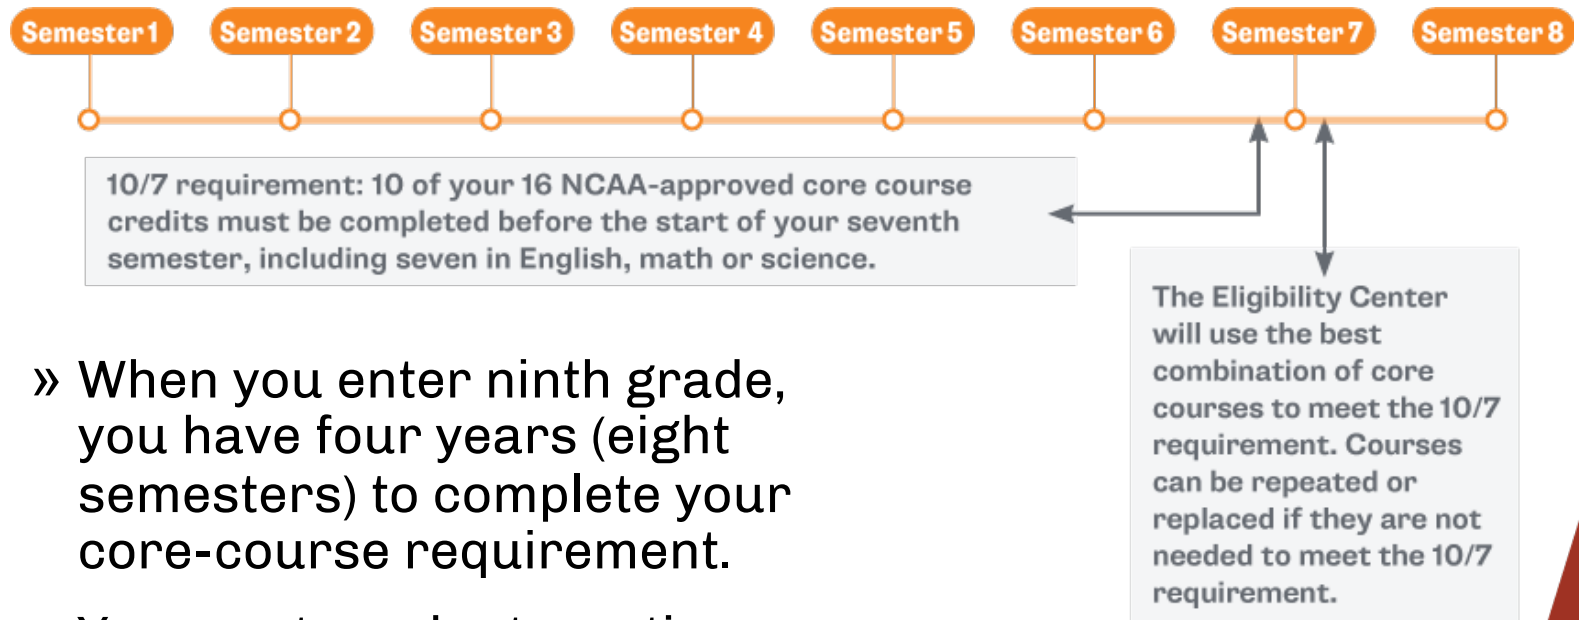 Semester 1 Semester 2 Semester 3 Semester 4 Semester 5 Semester 6 Semester 7 Semester 8
10/7 requirement: 10 of your 16 NCAA-approved core course
credits must be completed before the start of your seventh
semester, including seven in English, math or science.
The Eligibility Center
will use the best
combination of core
courses to meet the 10/7
requirement. Courses
can be repeated or
replaced if they are not
needed to meet the 10/7
requirement.
» When you enter ninth grade,
you have four years (eight
semesters) to complete your
core-course requirement.